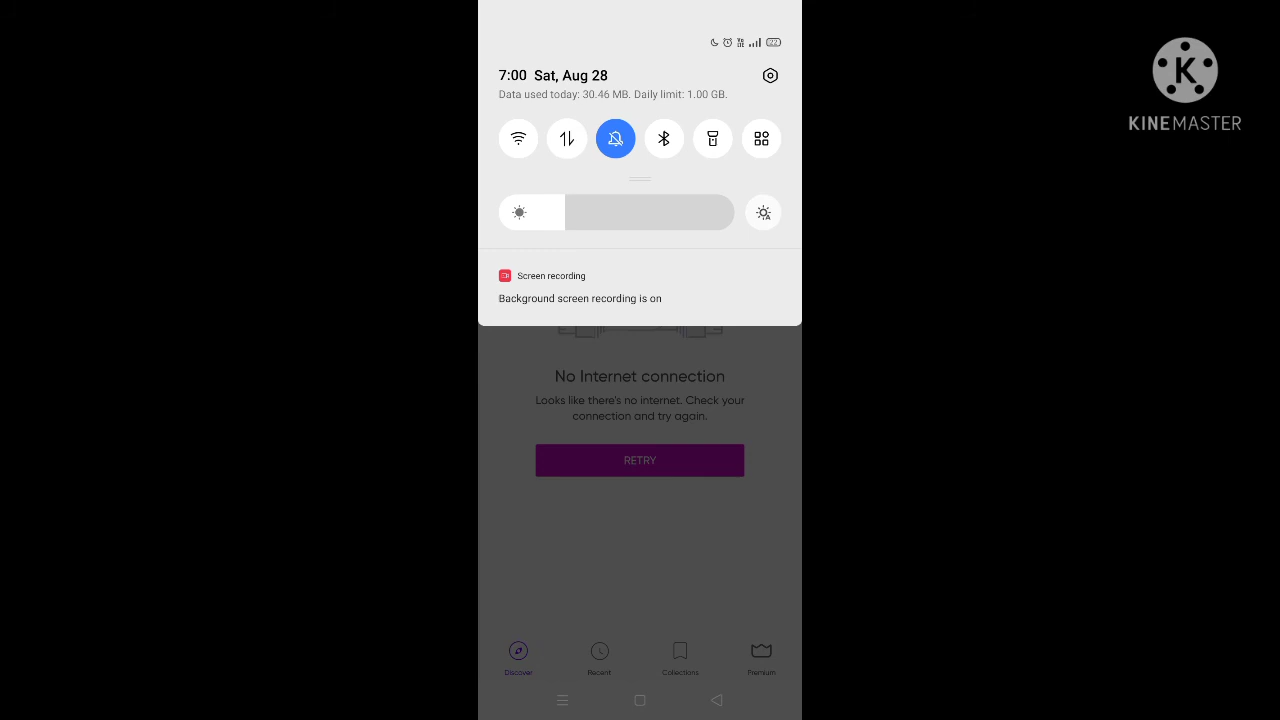 22
7:00 Sat, Aug 28
Data used today: 30.46 MB. Daily limit: 1.00 GB.
Screen recording
Background screen recording is on
No Internet connection
Looks like there's no internet. Check your
connection and try again.
RETRY
Discover
Recent
Collections
Premium
K
KINEMASTER